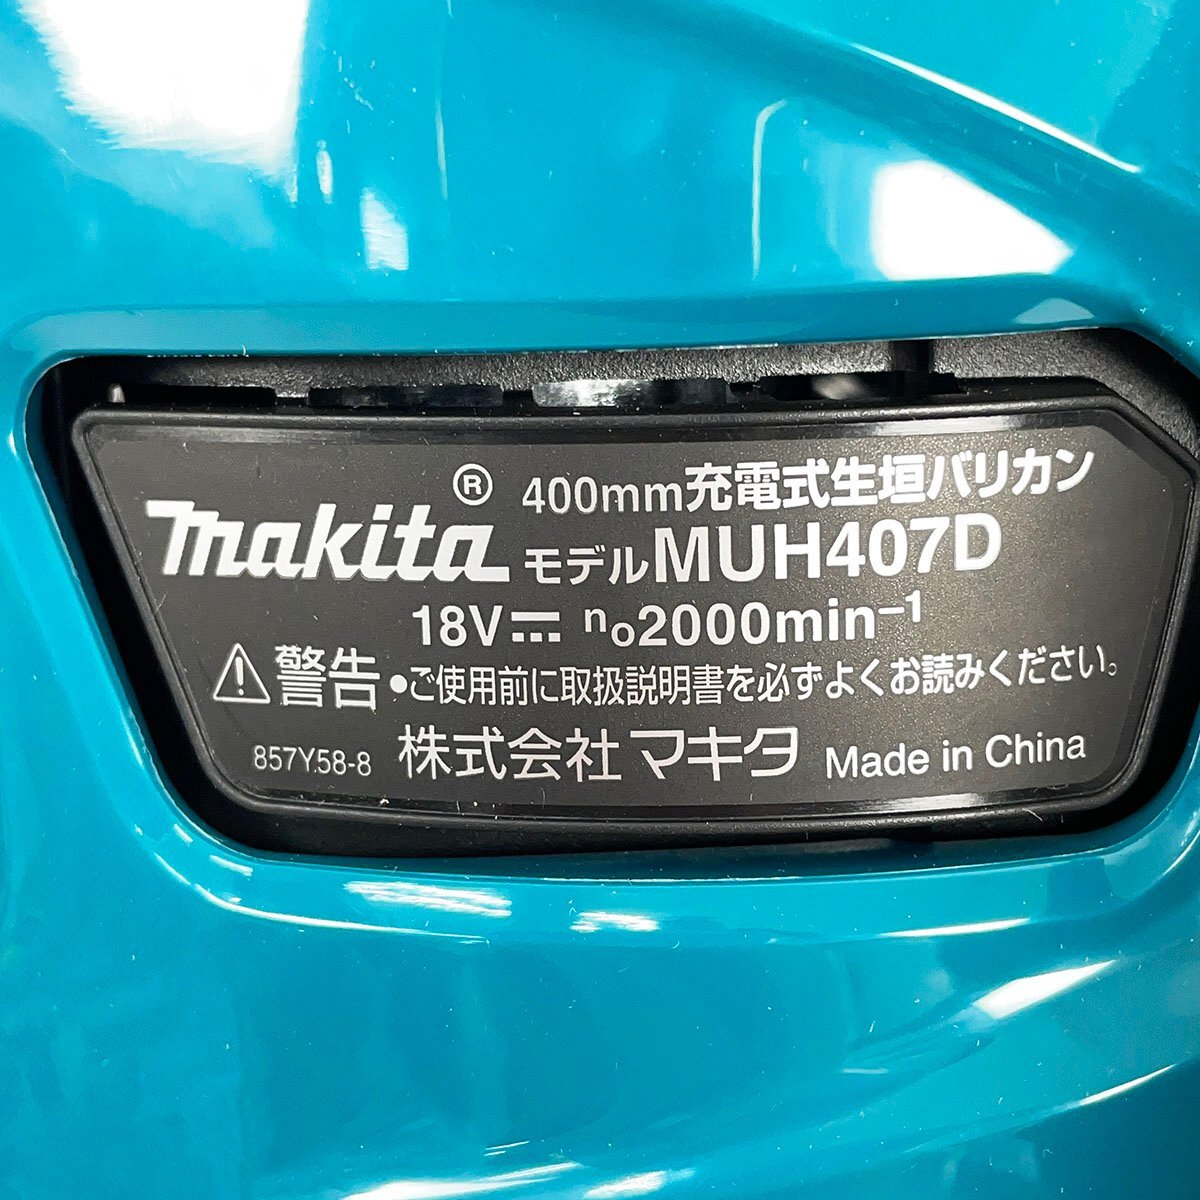 makita® 400mm充電式生垣バリカン
モデルMUH407D
18V⎓ n₀2000min⁻¹
⚠警告 ●ご使用前に取扱説明書を必ずよくお読みください。
857Y58-8 株式会社マキタ Made in China